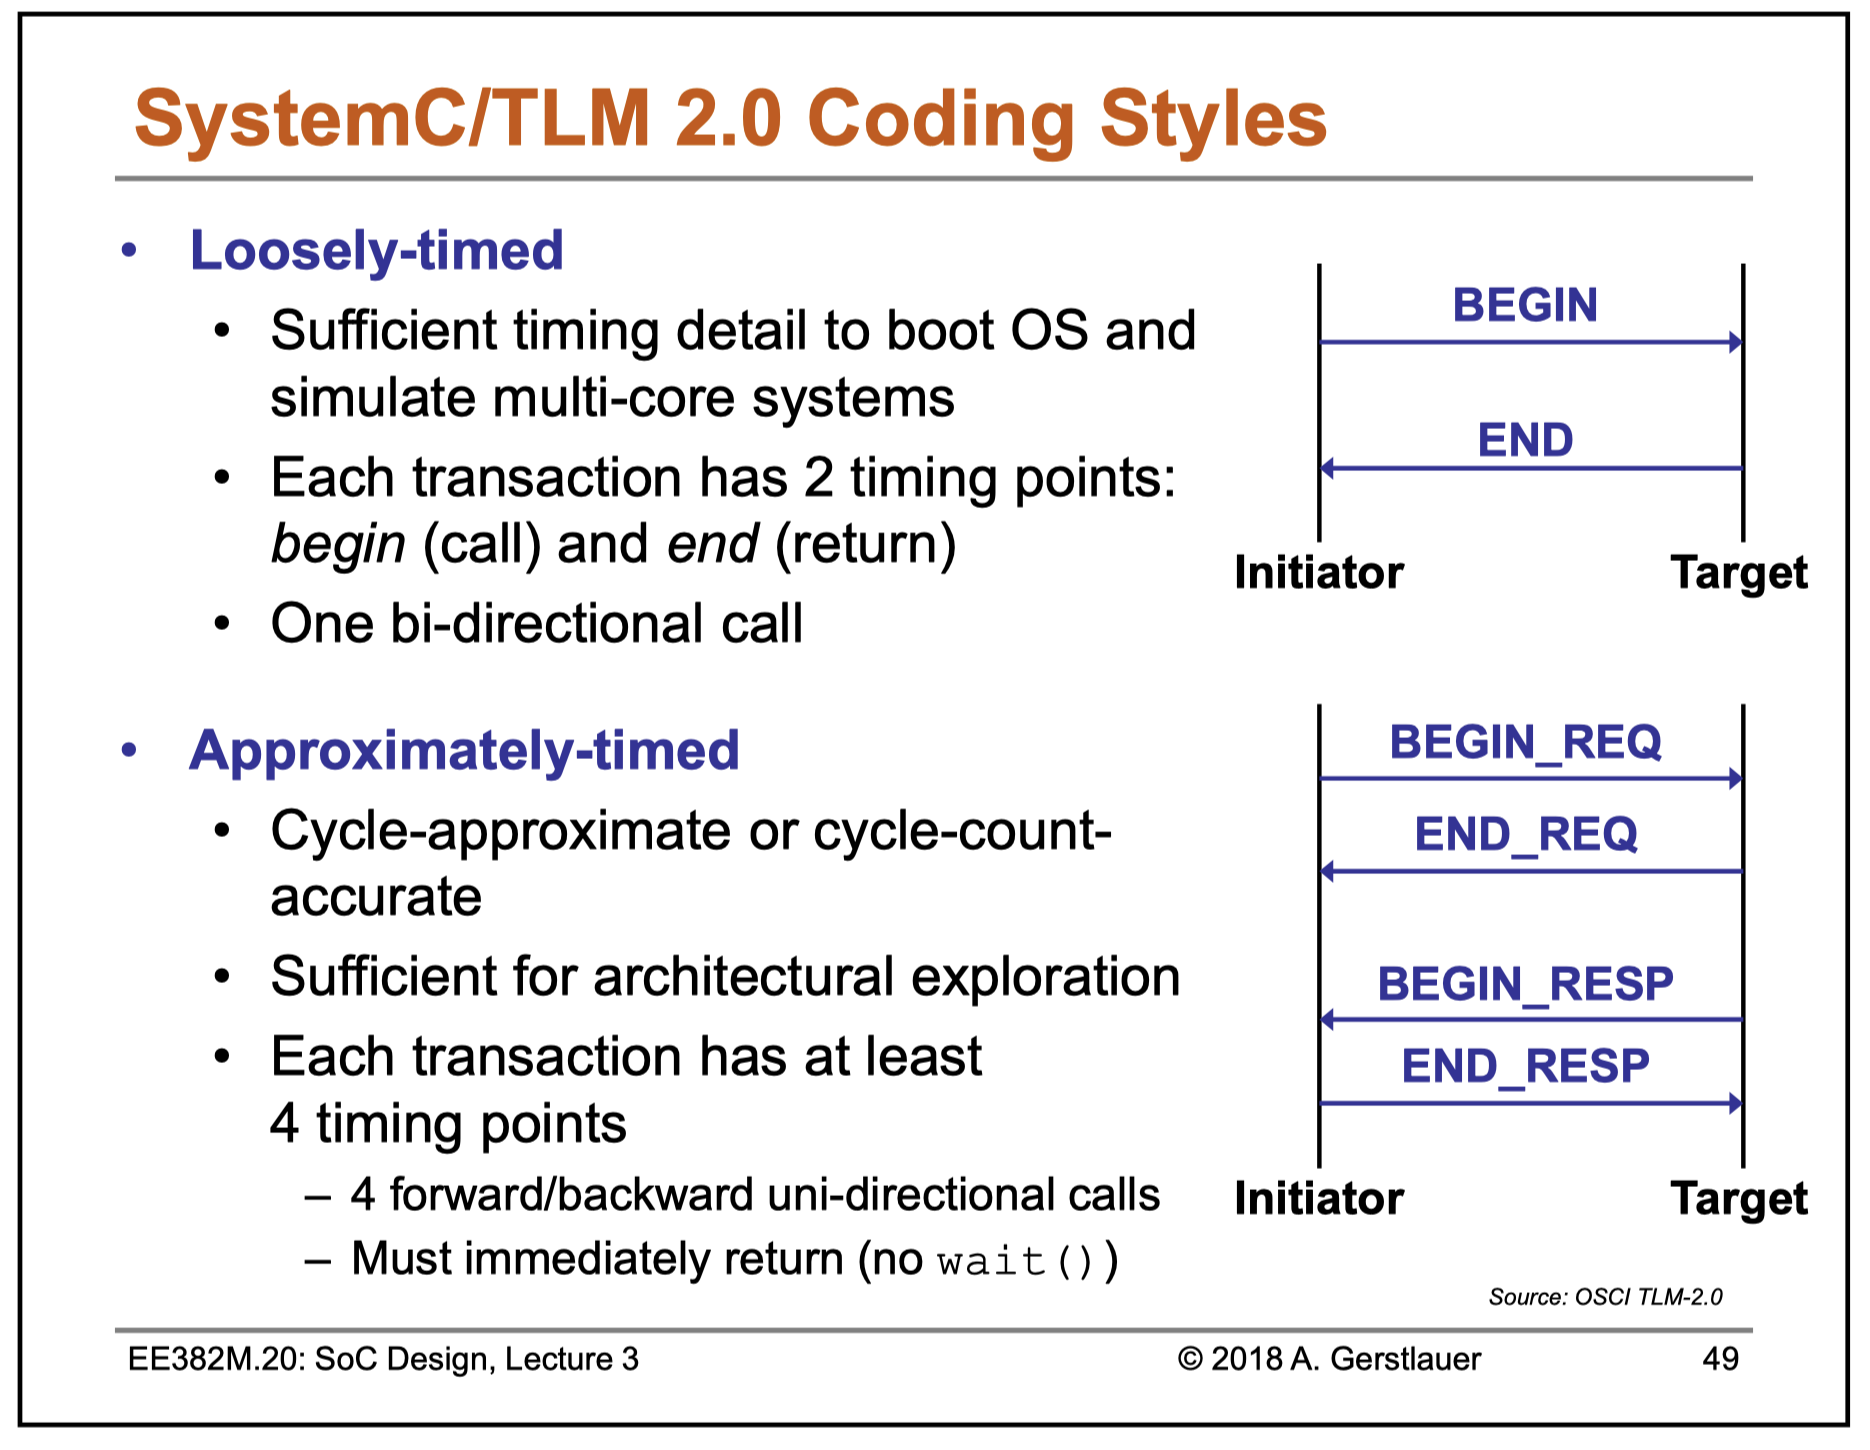 SystemC/TLM 2.0 Coding Styles
• Loosely-timed
• Sufficient timing detail to boot OS and
simulate multi-core systems
• Each transaction has 2 timing points:
begin (call) and end (return)
• One bi-directional call
BEGIN
END
Initiator Target
• Approximately-timed
• Cycle-approximate or cycle-count-
accurate
• Sufficient for architectural exploration
• Each transaction has at least
4 timing points
– 4 forward/backward uni-directional calls
– Must immediately return (no wait())
BEGIN_REQ
END_REQ
BEGIN_RESP
END_RESP
Initiator Target
Source: OSCI TLM-2.0
EE382M.20: SoC Design, Lecture 3 © 2018 A. Gerstlauer 49